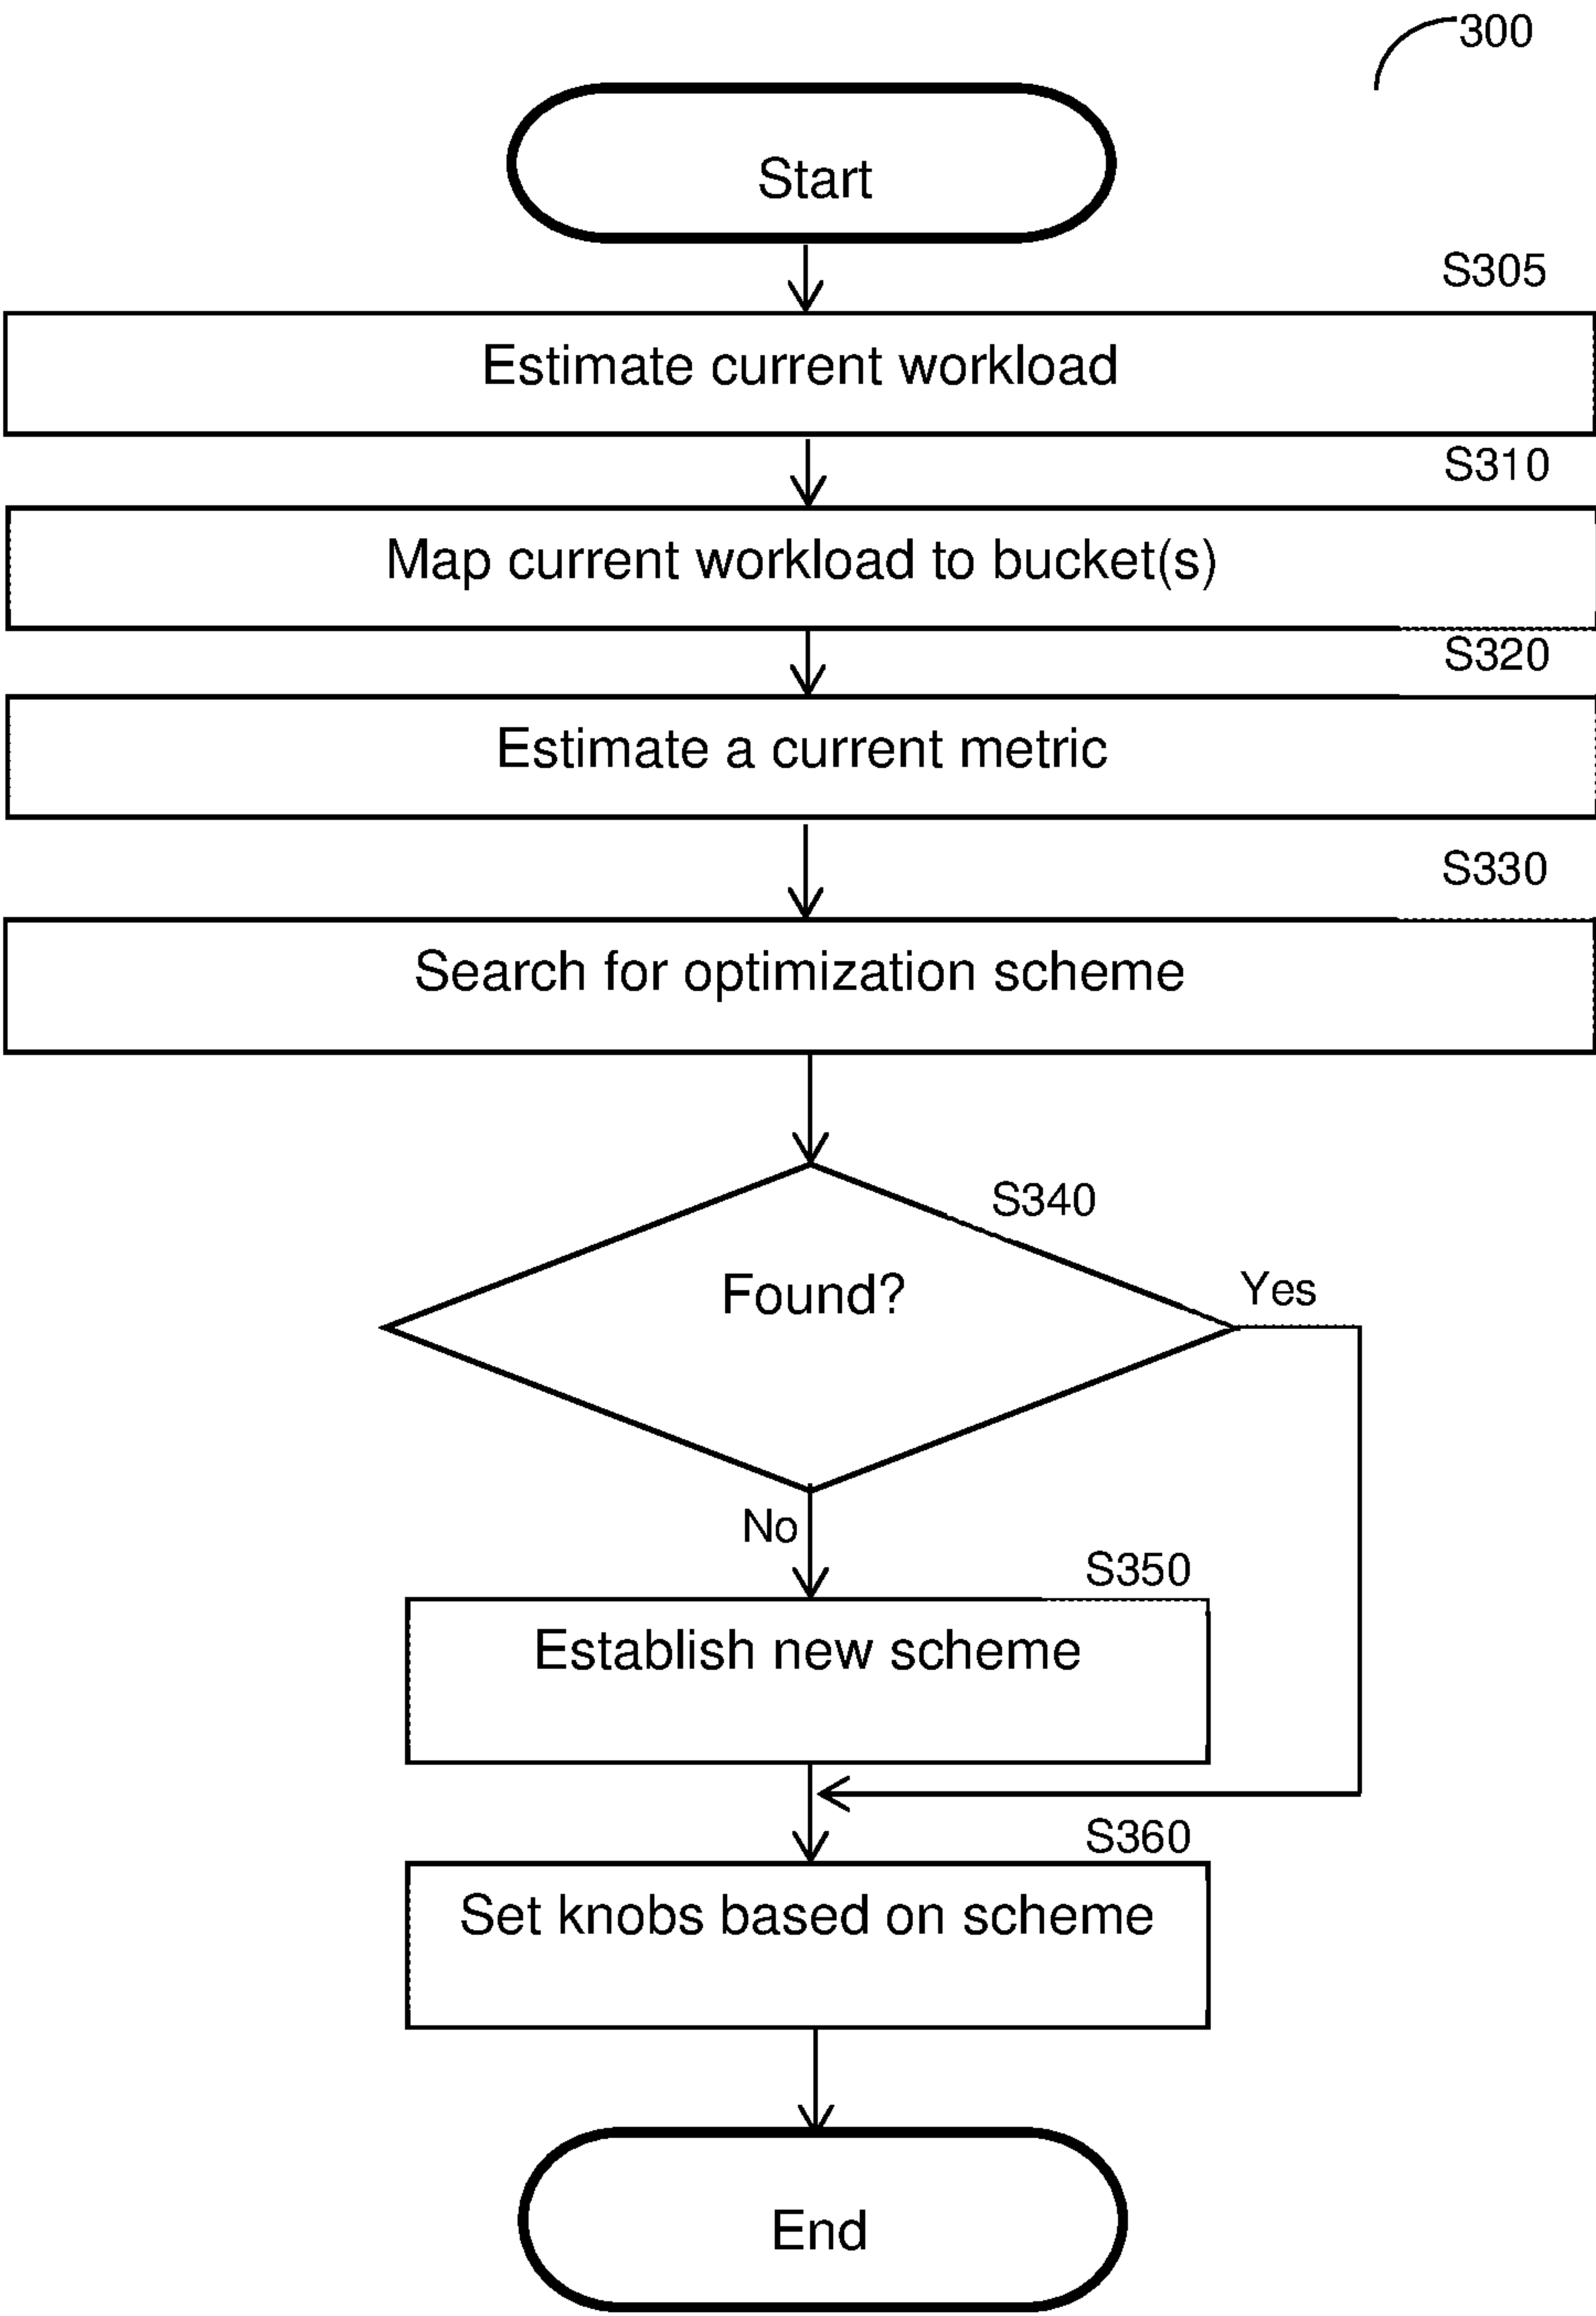 300
Start
S305
Estimate current workload
S310
Map current workload to bucket(s)
S320
Estimate a current metric
S330
Search for optimization scheme
S340
Found?
Yes
No
S350
Establish new scheme
S360
Set knobs based on scheme
End